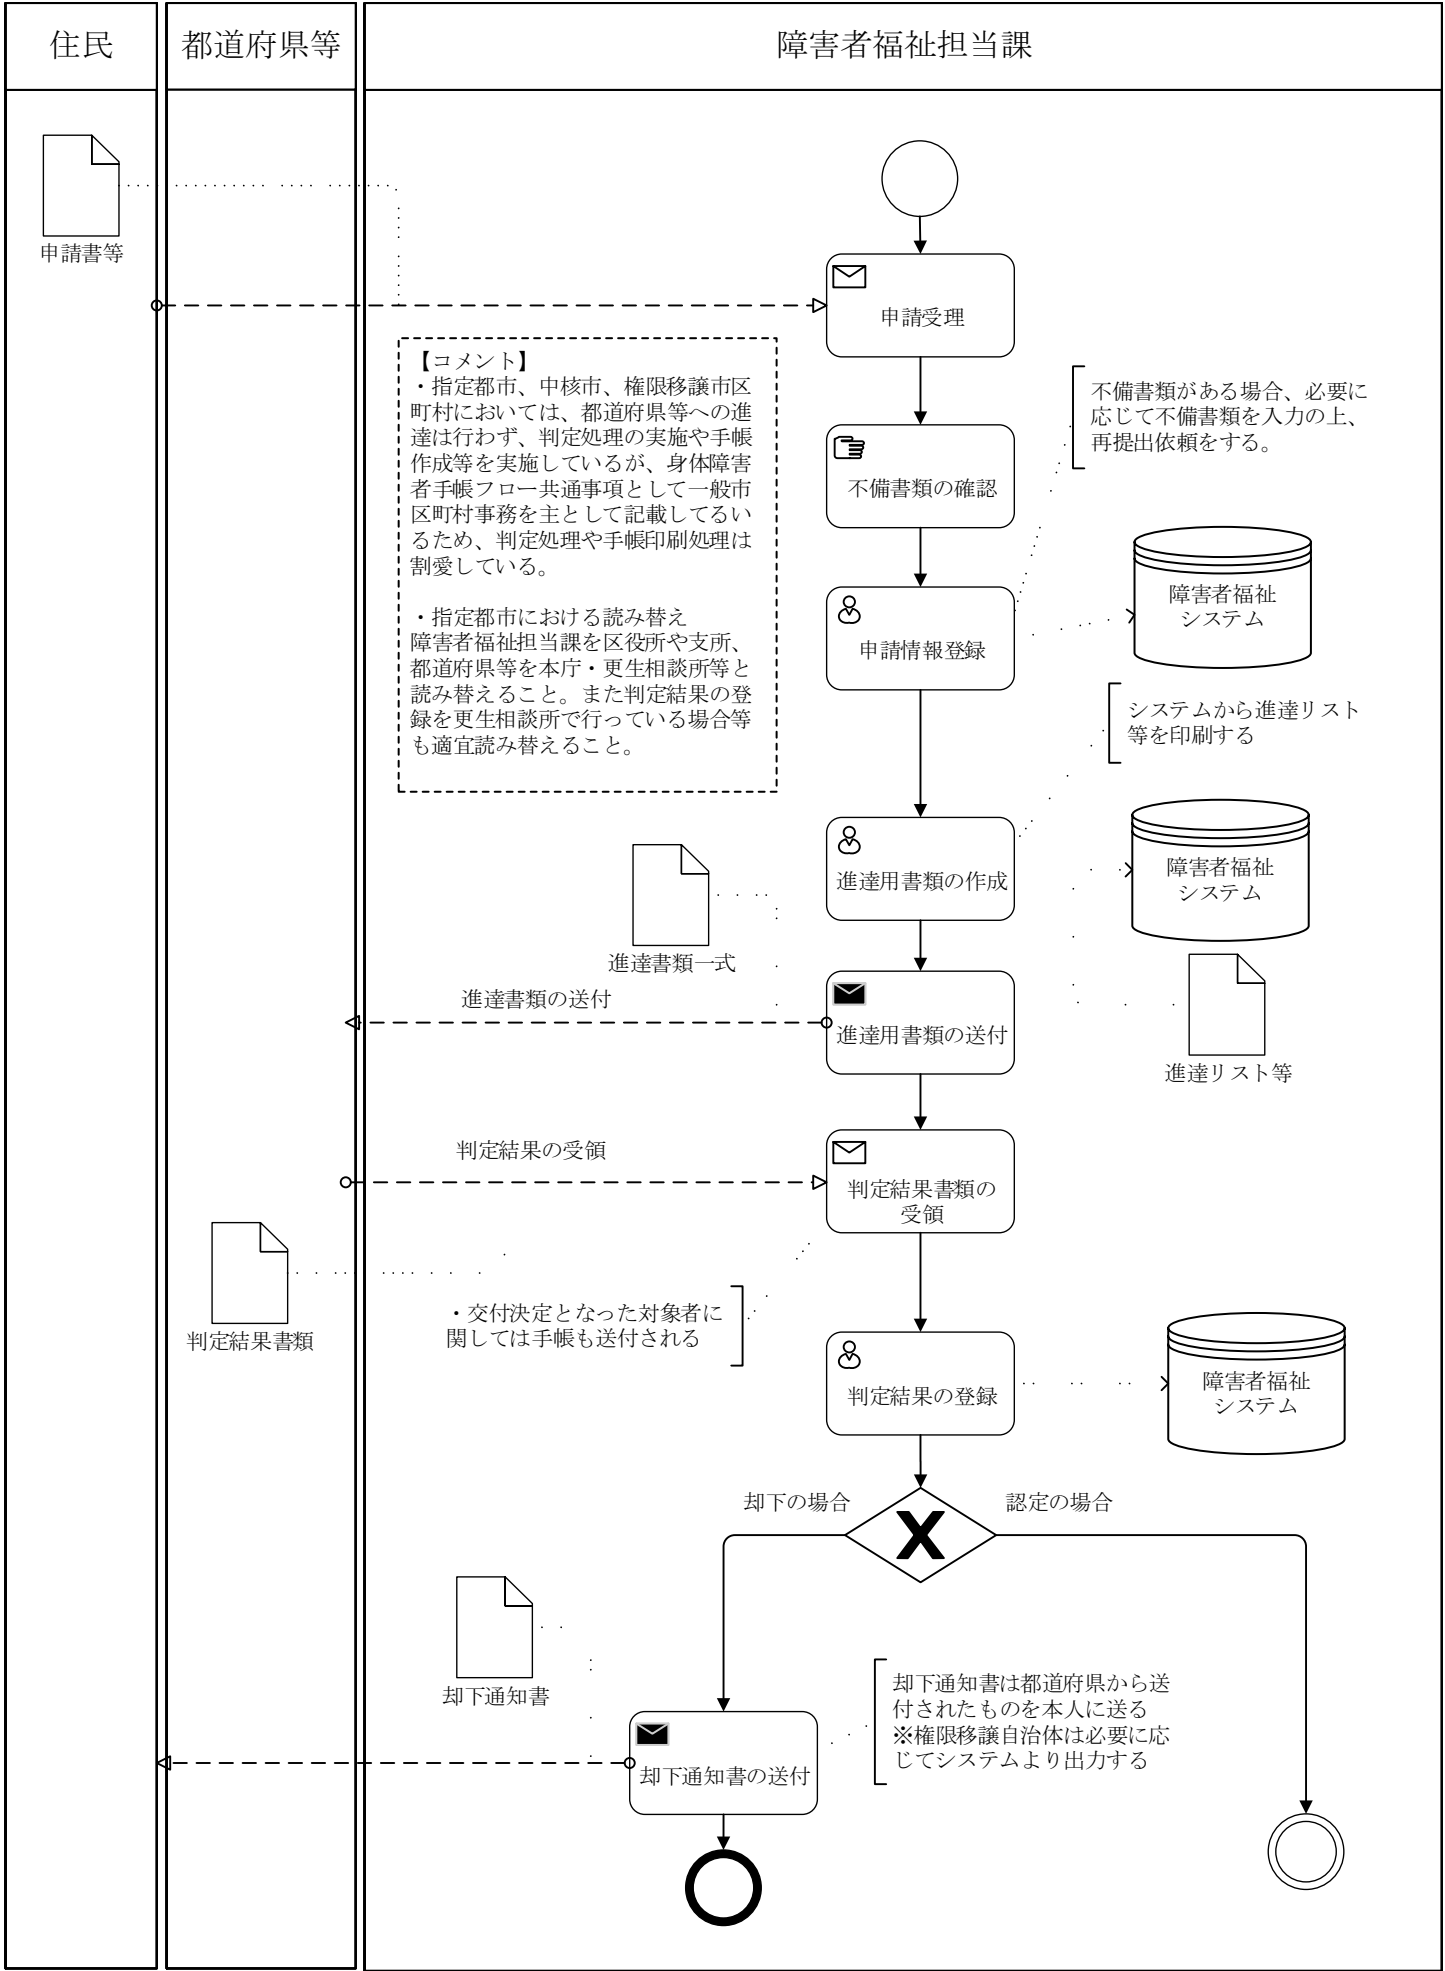 住民
都道府県等
障害者福祉担当課
申請書等
申請受理
【コメント】
・指定都市、中核市、権限移譲市区
町村においては、都道府県等への進
達は行わず、判定処理の実施や手帳
作成等を実施しているが、身体障害
者手帳フロー共通事項として一般市
区町村事務を主として記載してるい
るため、判定処理や手帳印刷処理は
割愛している。
・指定都市における読み替え
障害者福祉担当課を区役所や支所、
都道府県等を本庁・更生相談所等と
読み替えること。また判定結果の登
録を更生相談所で行っている場合等
も適宜読み替えること。
不備書類がある場合、必要に
応じて不備書類を入力の上、
再提出依頼をする。
不備書類の確認
障害者福祉
システム
申請情報登録
システムから進達リスト
等を印刷する
進達用書類の作成
障害者福祉
システム
進達書類一式
進達書類の送付
進達用書類の送付
進達リスト等
判定結果の受領
判定結果書類の
受領
判定結果書類
・交付決定となった対象者に
関しては手帳も送付される
判定結果の登録
障害者福祉
システム
却下の場合
認定の場合
却下通知書
却下通知書は都道府県から送
付されたものを本人に送る
※権限移譲自治体は必要に応
じてシステムより出力する
却下通知書の送付